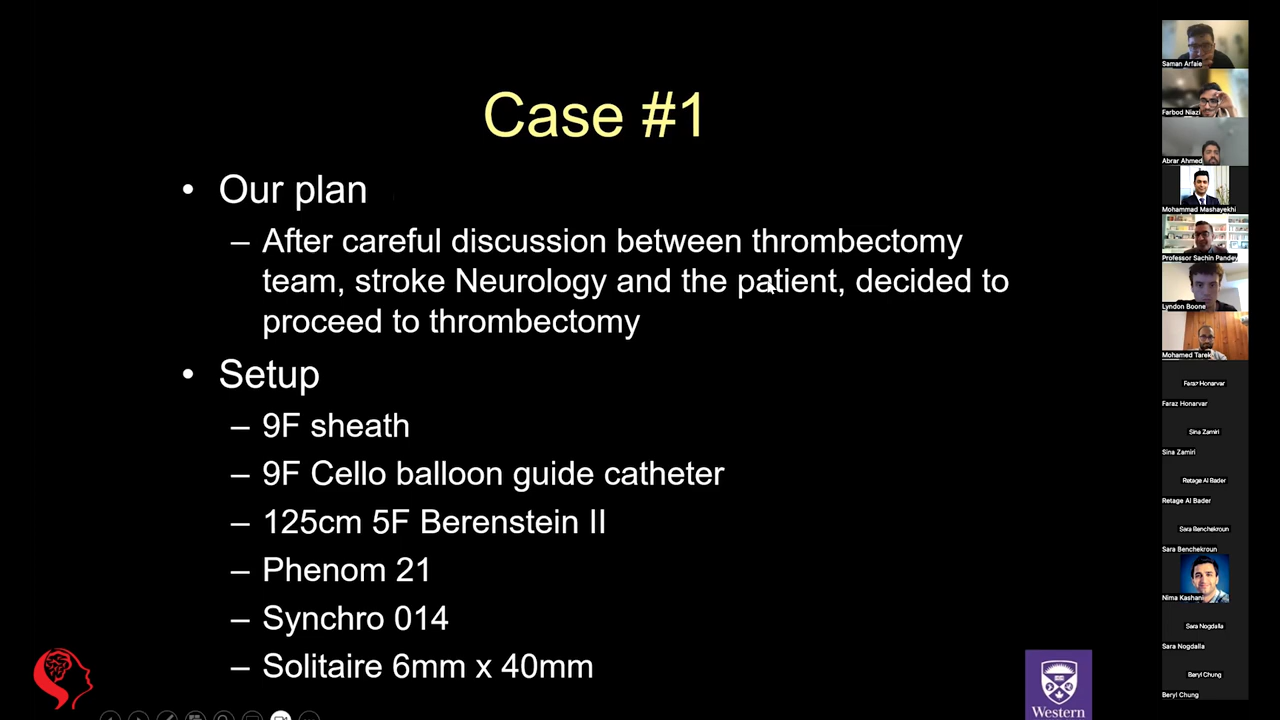 Case #1
• Our plan
– After careful discussion between thrombectomy
team, stroke Neurology and the patient, decided to
proceed to thrombectomy
• Setup
– 9F sheath
– 9F Cello balloon guide catheter
– 125cm 5F Berenstein II
– Phenom 21
– Synchro 014
– Solitaire 6mm x 40mm
Western
Saman Arfaie
Farbod Niazi
Abrar Ahmed
Mohammad Mashayekhi
Professor Sachin Pandey
Lyndon Boone
Mohamed Tarek
Faraz Honarvar
Faraz Honarvar
Sina Zamiri
Sina Zamiri
Retage Al Bader
Retage Al Bader
Sara Benchekroun
Sara Benchekroun
Nima Kashani
Sara Nogdalla
Sara Nogdalla
Beryl Chung
Beryl Chung